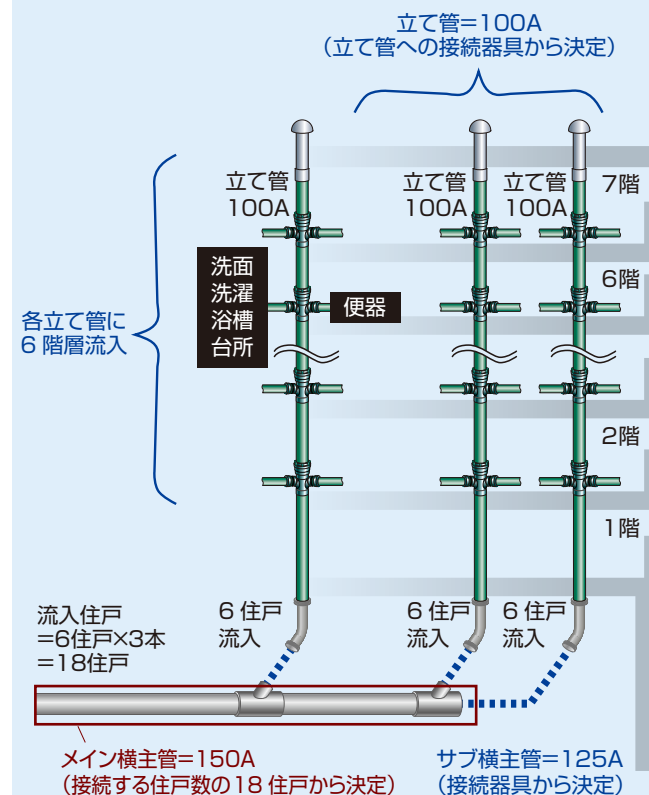 立て管=100A
（立て管への接続器具から決定）
立て管
100A
立て管
100A
立て管
100A
7階
洗面
洗濯
浴槽
台所
便器
6階
各立て管に
6階層流入
2階
1階
流入住戸
=6住戸×3本
=18住戸
6住戸
流入
6住戸
流入
6住戸
流入
メイン横主管=150A
（接続する住戸数の18住戸から決定）
サブ横主管=125A
（接続器具から決定）